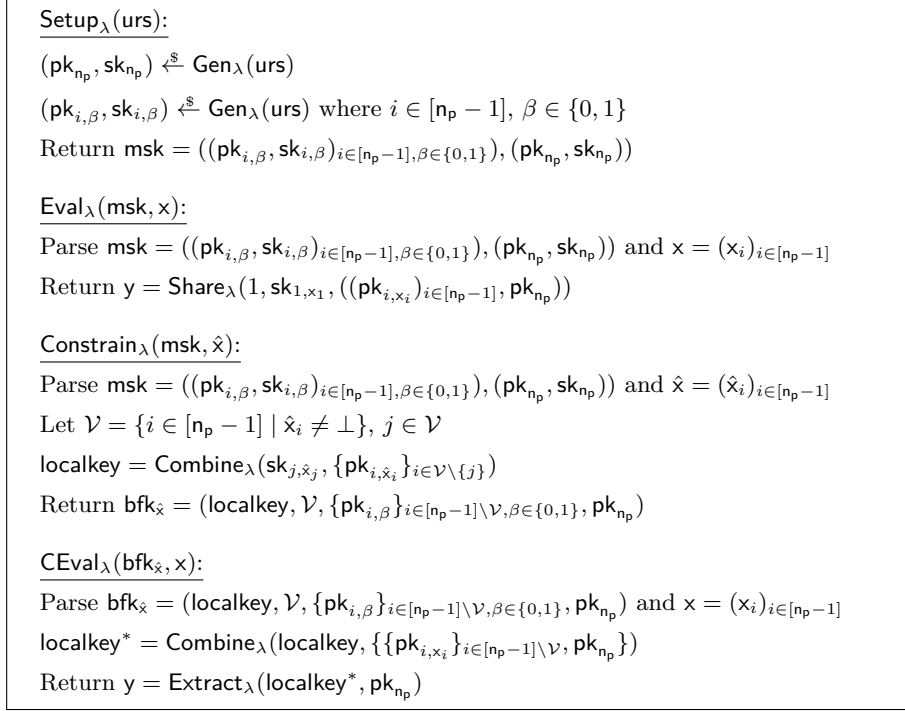 Setup_λ(urs):
(pk_{n_p}, sk_{n_p}) ←$ Gen_λ(urs)
(pk_{i,β}, sk_{i,β}) ←$ Gen_λ(urs) where i ∈ [n_p − 1], β ∈ {0, 1}
Return msk = ((pk_{i,β}, sk_{i,β})_{i∈[n_p−1],β∈{0,1}}), (pk_{n_p}, sk_{n_p}))
Eval_λ(msk, x):
Parse msk = ((pk_{i,β}, sk_{i,β})_{i∈[n_p−1],β∈{0,1}}), (pk_{n_p}, sk_{n_p})) and x = (x_i)_{i∈[n_p−1]}
Return y = Share_λ(1, sk_{1,x_1}, ((pk_{i,x_i})_{i∈[n_p−1]}, pk_{n_p}))
Constrain_λ(msk, x̂):
Parse msk = ((pk_{i,β}, sk_{i,β})_{i∈[n_p−1],β∈{0,1}}), (pk_{n_p}, sk_{n_p})) and x̂ = (x̂_i)_{i∈[n_p−1]}
Let 𝒱 = {i ∈ [n_p − 1] | x̂_i ≠ ⊥}, j ∈ 𝒱
localkey = Combine_λ(sk_{j,x̂_j}, {pk_{i,x̂_i}}_{i∈𝒱\{j}})
Return bfk_{x̂} = (localkey, 𝒱, {pk_{i,β}}_{i∈[n_p−1]\𝒱,β∈{0,1}}, pk_{n_p})
CEval_λ(bfk_{x̂}, x):
Parse bfk_{x̂} = (localkey, 𝒱, {pk_{i,β}}_{i∈[n_p−1]\𝒱,β∈{0,1}}, pk_{n_p}) and x = (x_i)_{i∈[n_p−1]}
localkey* = Combine_λ(localkey, {{pk_{i,x_i}}_{i∈[n_p−1]\𝒱}, pk_{n_p}})
Return y = Extract_λ(localkey*, pk_{n_p})